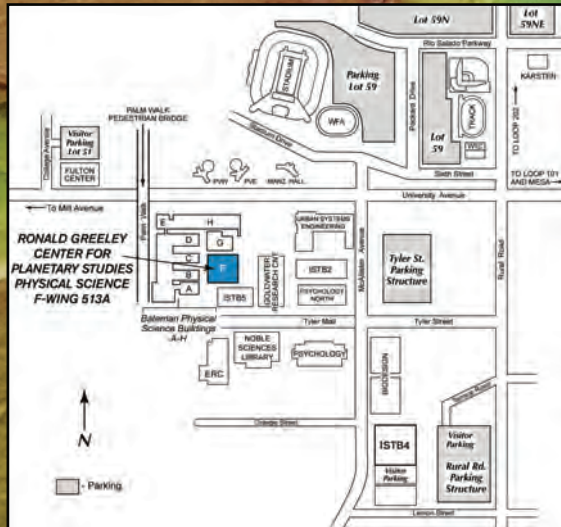 Lot 59N
Lot
59NE
Rio Salado Parkway
STADIUM
Parking
Lot 59
KARSTEN
Packard Drive
TRACK
PALM WALK
PEDESTRIAN BRIDGE
WFA
Lot
59
TO LOOP 202
College Avenue
Visitor
Parking
Lot 51
Stadium Drive
FULTON
CENTER
PVW
PVE
MANZ. HALL
Sixth Street
TO LOOP 101
AND MESA
University Avenue
To Mill Avenue
Palm Walk
E
H
D
G
C
F
B
A
URBAN SYSTEMS
ENGINEERING
McAllister Avenue
Rural Road
RONALD GREELEY
CENTER FOR
PLANETARY STUDIES
PHYSICAL SCIENCE
F-WING 513A
ISTB5
GOLDWATER
RESEARCH CNT
ISTB2
PSYCHOLOGY
NORTH
Tyler St.
Parking
Structure
Bateman Physical
Science Buildings
A-H
Tyler Mall
Tyler Street
ERC
NOBLE
SCIENCES
LIBRARY
PSYCHOLOGY
BIODESIGN
Terrace Road
Orange Street
N
ISTB4
Visitor
Parking
Visitor
Parking
Rural Rd.
Parking
Structure
- Parking
Lemon Street